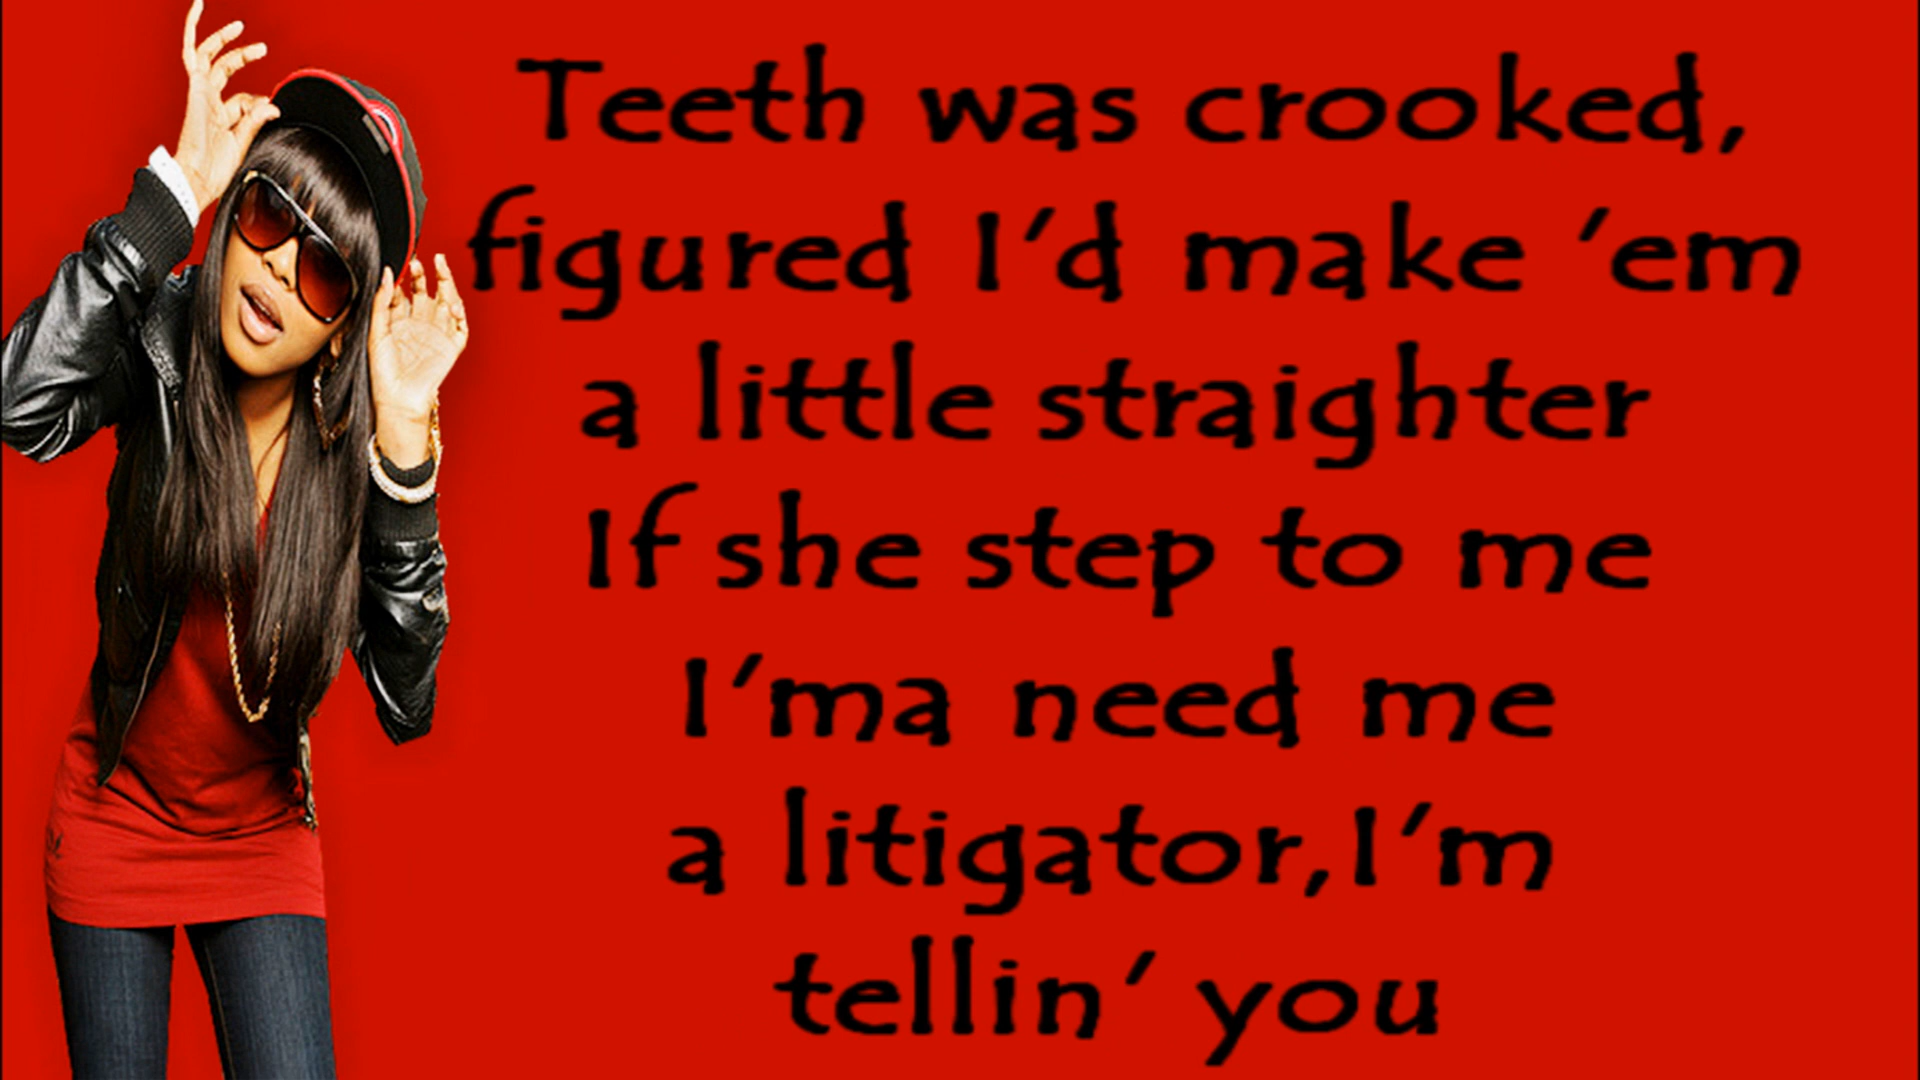 Teeth was crooked,
figured I'd make 'em
a little straighter
If she step to me
I'ma need me
a litigator,I'm
tellin' you